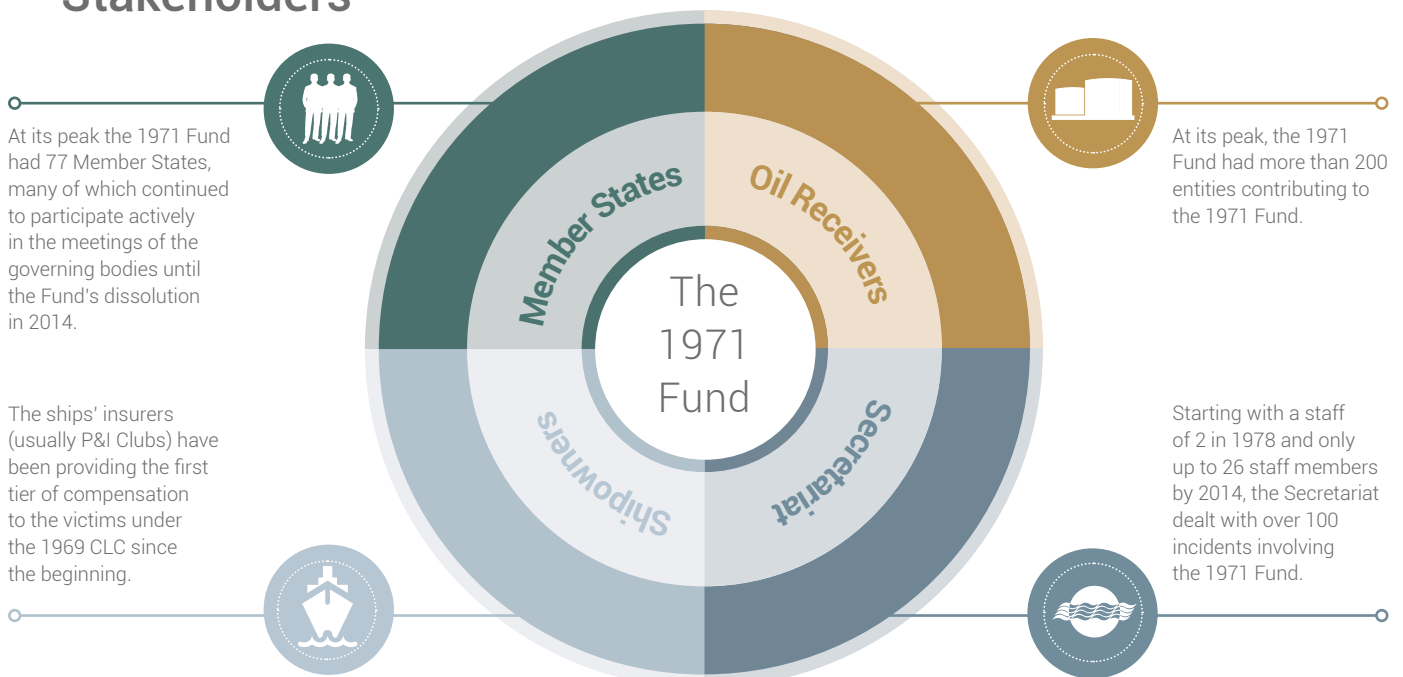 Stakeholders
At its peak the 1971 Fund
had 77 Member States,
many of which continued
to participate actively
in the meetings of the
governing bodies until
the Fund's dissolution
in 2014.
Member States
Oil Receivers
At its peak, the 1971
Fund had more than 200
entities contributing to
the 1971 Fund.
The
1971
Fund
The ships' insurers
(usually P&I Clubs) have
been providing the first
tier of compensation
to the victims under
the 1969 CLC since
the beginning.
Shipowners
Secretariat
Starting with a staff
of 2 in 1978 and only
up to 26 staff members
by 2014, the Secretariat
dealt with over 100
incidents involving
the 1971 Fund.